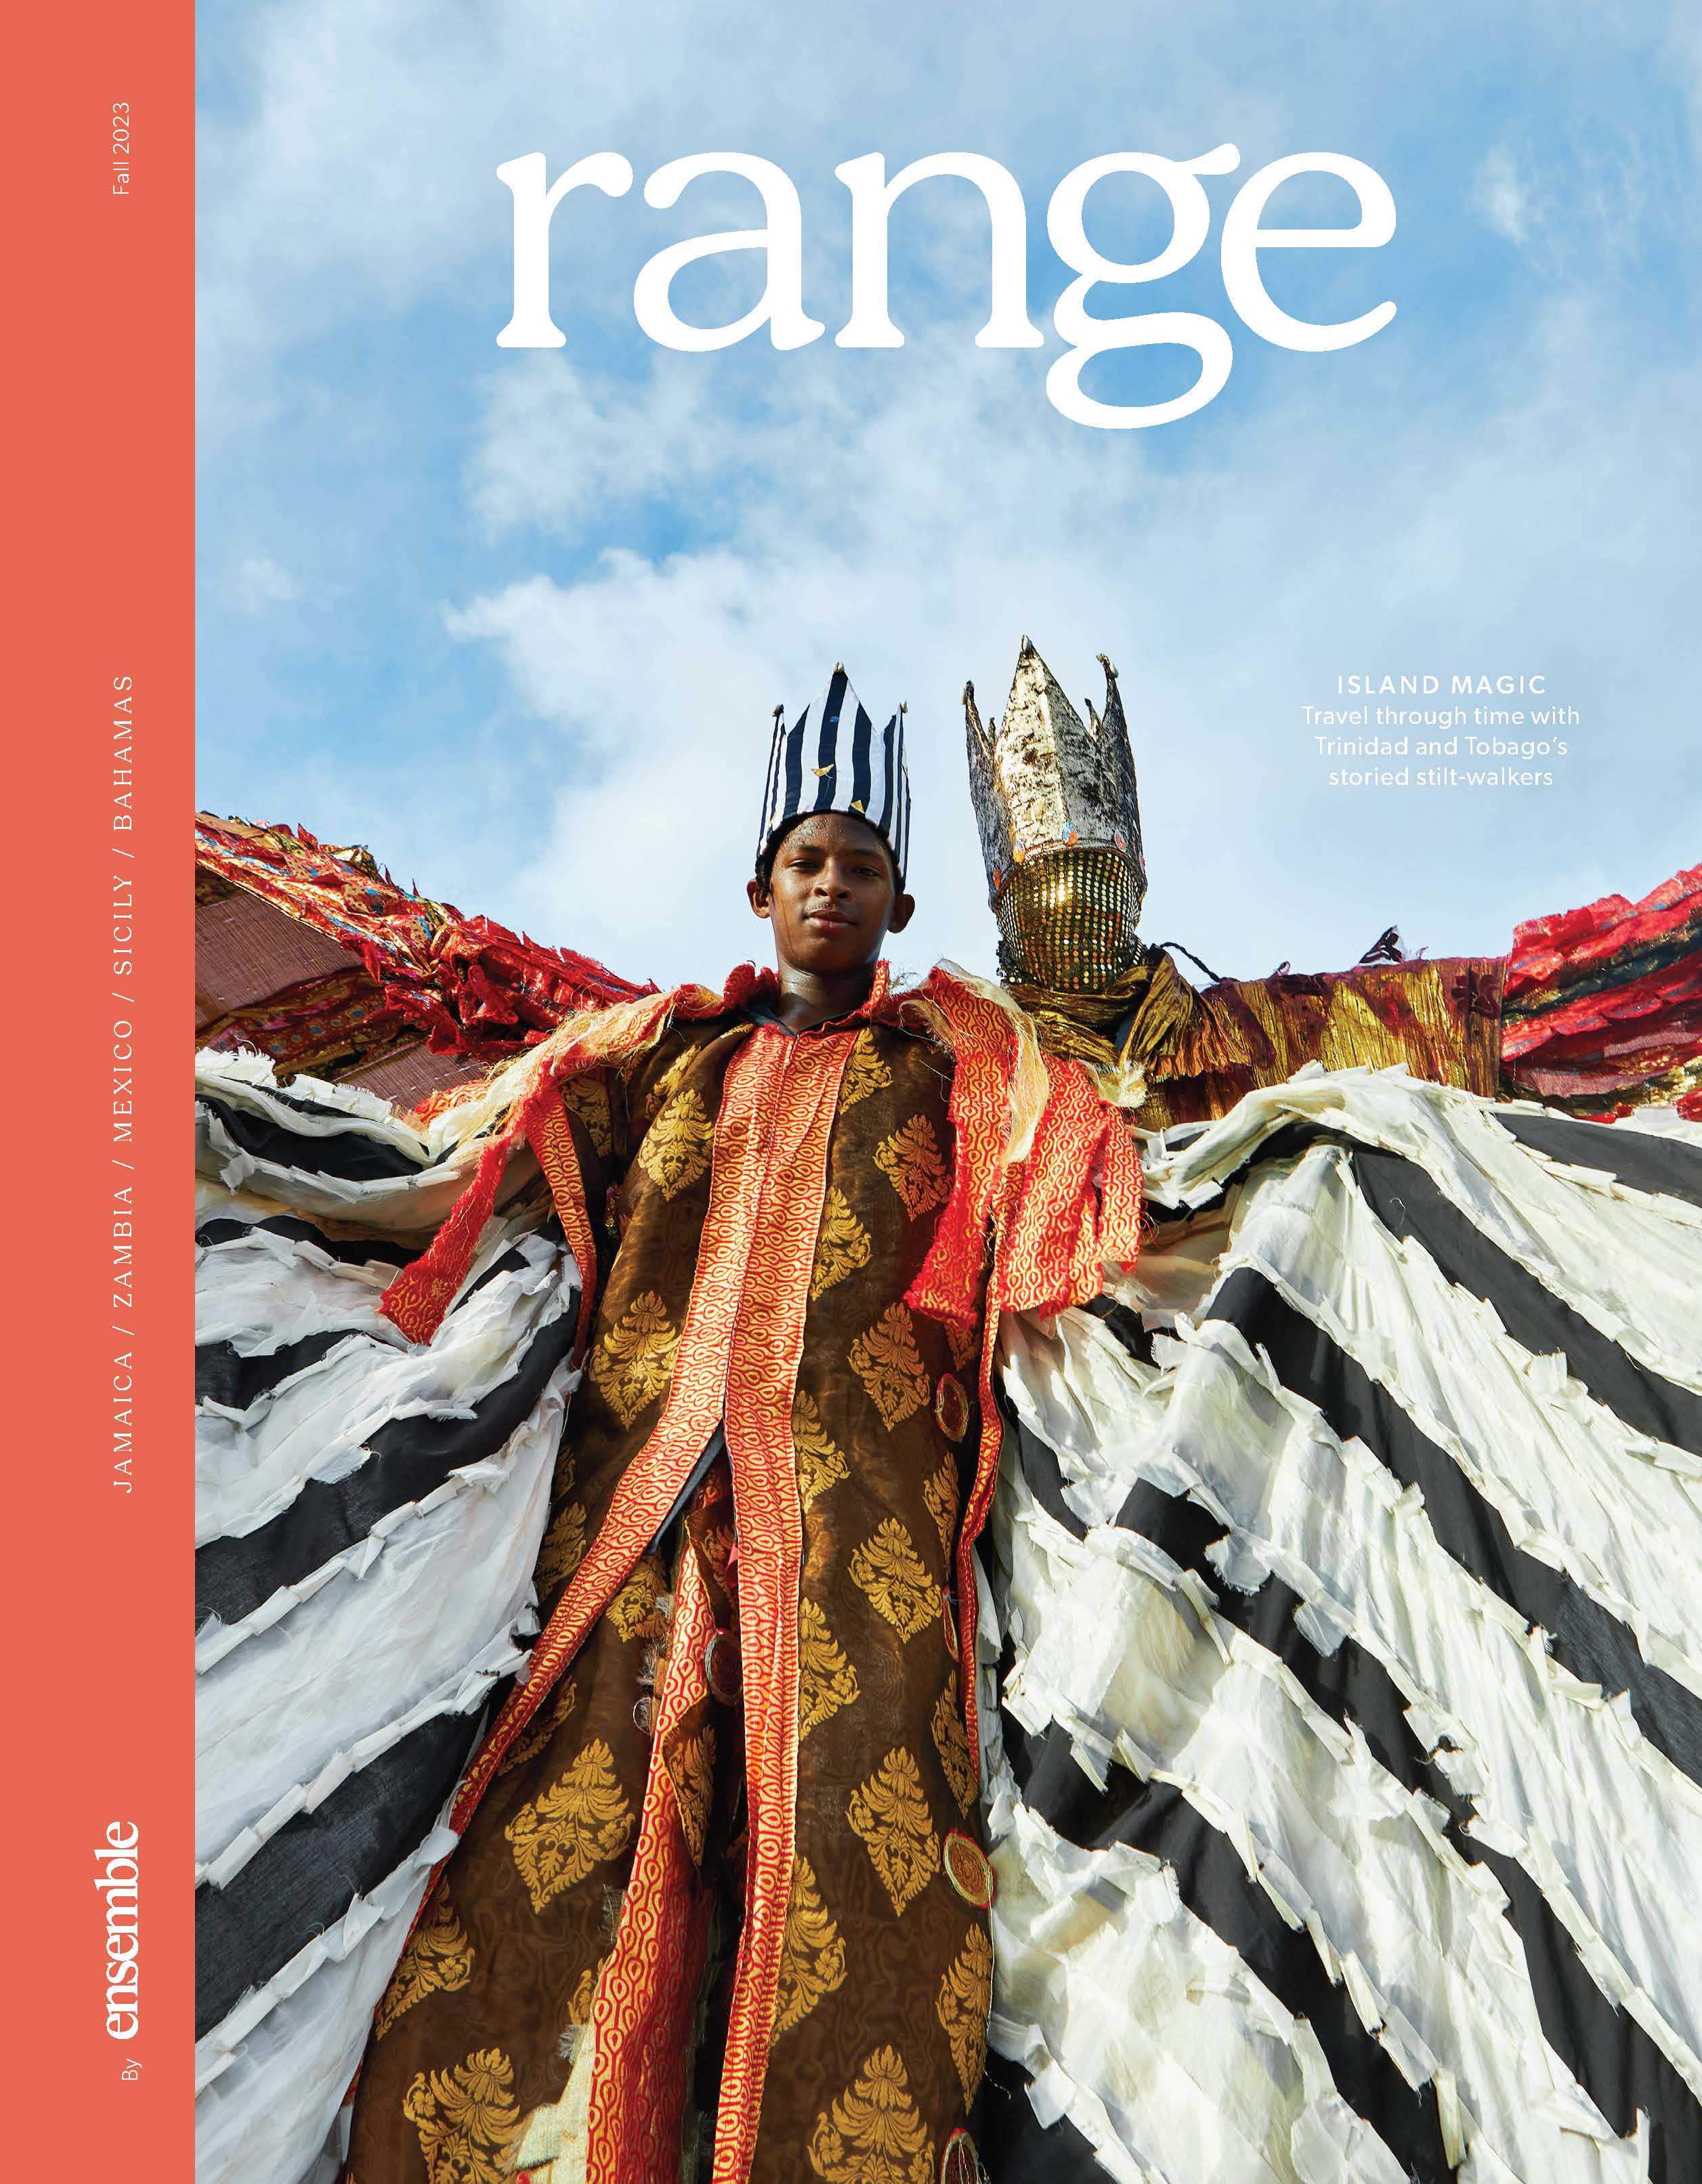 Fall 2023
range
ISLAND MAGIC
Travel through time with
Trinidad and Tobago’s
storied stilt-walkers
JAMAICA / ZAMBIA / MEXICO / SICILY / BAHAMAS
By ensemble